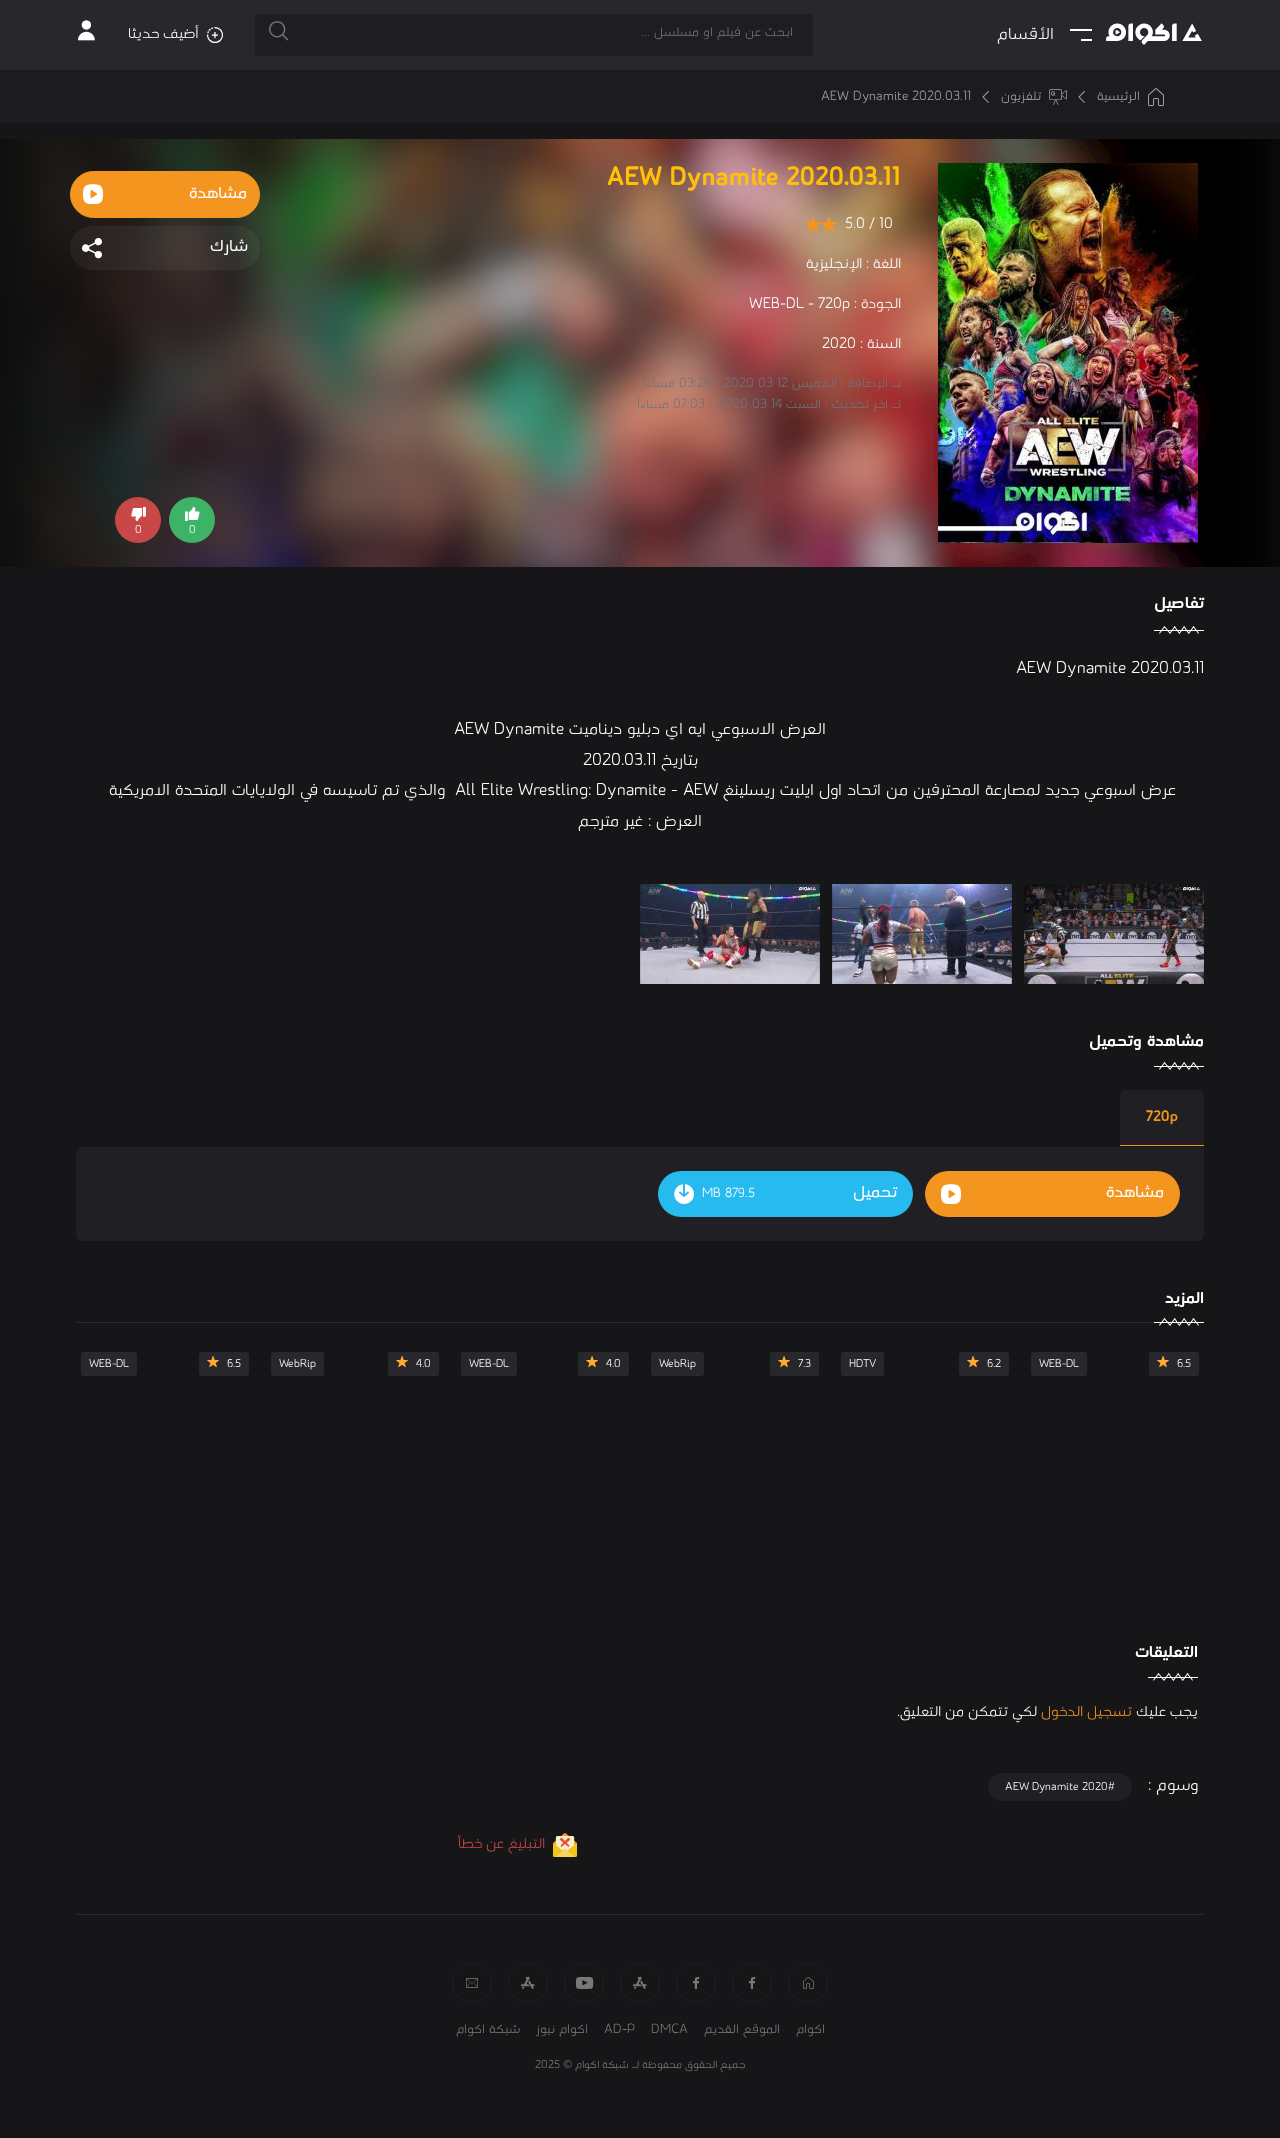 اكوام
الأقسام
ابحث عن فيلم او مسلسل ...
أضيف حديثا
الرئيسية
تلفزيون
AEW Dynamite 2020.03.11
AEW Dynamite 2020.03.11
10 / 5.0
اللغة : الإنجليزية
الجودة : WEB-DL - 720p
السنة : 2020
تـ الإضافة : الخميس 12 03 2020 - 03:2 مساءً
تـ اخر تحديث : السبت 14 03 2020 - 07:03 مساءً
مشاهدة
شارك
0
0
ALL ELITE
AEW
WRESTLING
DYNAMITE
اكوام
تفاصيل
AEW Dynamite 2020.03.11
العرض الاسبوعي ايه اي دبليو ديناميت AEW Dynamite
بتاريخ 2020.03.11
عرض اسبوعي جديد لمصارعة المحترفين من اتحاد اول ايليت ريسلينغ All Elite Wrestling: Dynamite - AEW والذي تم تاسيسه في الولايايات المتحدة الامريكية
العرض : غير مترجم
مشاهدة وتحميل
720p
مشاهدة
تحميل
879.5 MB
المزيد
6.5
WEB-DL
6.2
HDTV
7.3
WebRip
4.0
WEB-DL
4.0
WebRip
6.5
WEB-DL
التعليقات
يجب عليك تسجيل الدخول لكي تتمكن من التعليق.
وسوم :
#AEW Dynamite 2020
التبليغ عن خطأ
اكوام
الموقع القديم
DMCA
AD-P
اكوام نيوز
شبكة اكوام
جميع الحقوق محفوظة لـ شبكة اكوام © 2025